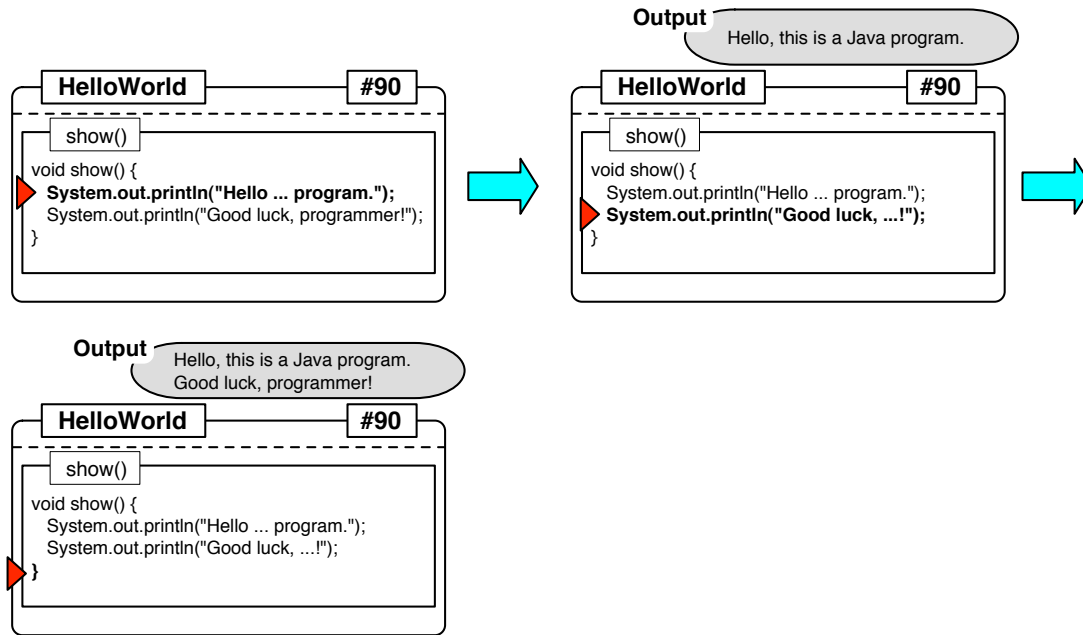 HelloWorld #90
show()
void show() {
System.out.println("Hello ... program.");
System.out.println("Good luck, programmer!");
}
Output
Hello, this is a Java program.
HelloWorld #90
show()
void show() {
System.out.println("Hello ... program.");
System.out.println("Good luck, ...!");
}
Output
Hello, this is a Java program.
Good luck, programmer!
HelloWorld #90
show()
void show() {
System.out.println("Hello ... program.");
System.out.println("Good luck, ...!");
}